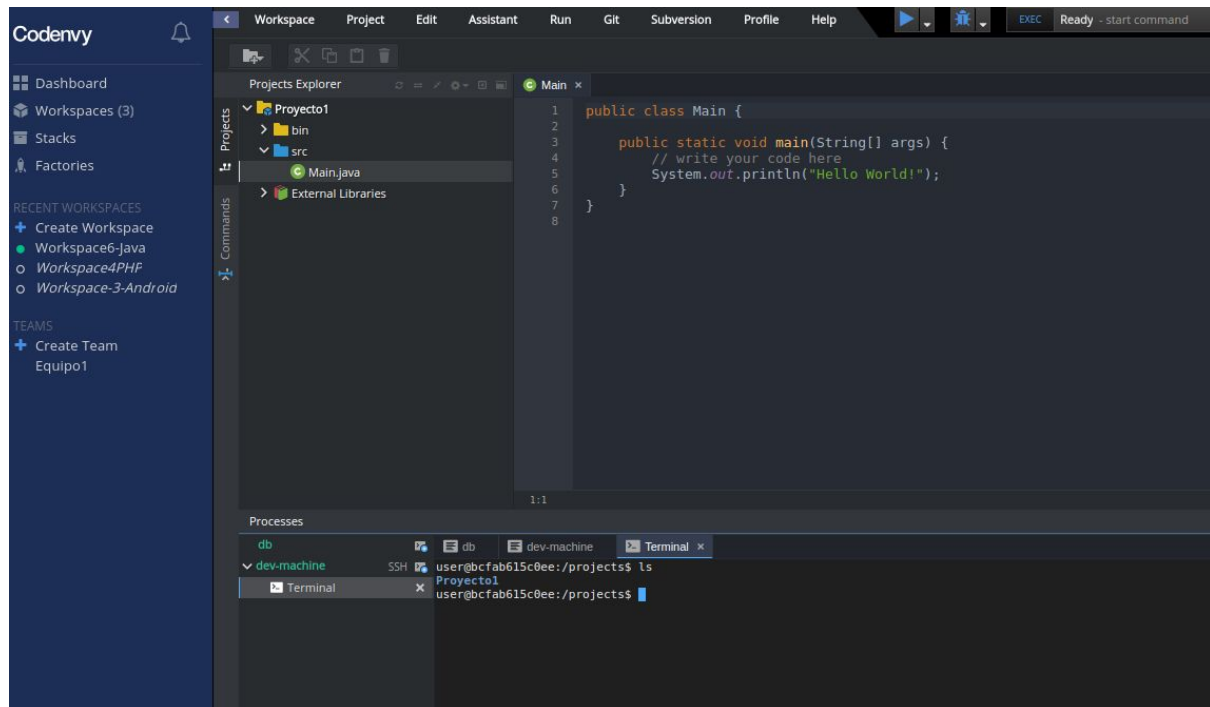 Codenvy
Dashboard
Workspaces (3)
Stacks
Factories
RECENT WORKSPACES
+ Create Workspace
Workspace6-Java
Workspace4PHP
Workspace-3-Android
TEAMS
+ Create Team
Equipo1
< Workspace Project Edit Assistant Run Git Subversion Profile Help EXEC Ready - start command
Projects
Commands
Projects Explorer
Proyecto1
> bin
src
Main.java
> External Libraries
Main ×
1 public class Main {
2
3 public static void main(String[] args) {
4 // write your code here
5 System.out.println("Hello World!");
6 }
7 }
8
1:1
Processes
db
dev-machine SSH
Terminal ×
db dev-machine Terminal ×
user@bcfab615c0ee:/projects$ ls
Proyecto1
user@bcfab615c0ee:/projects$